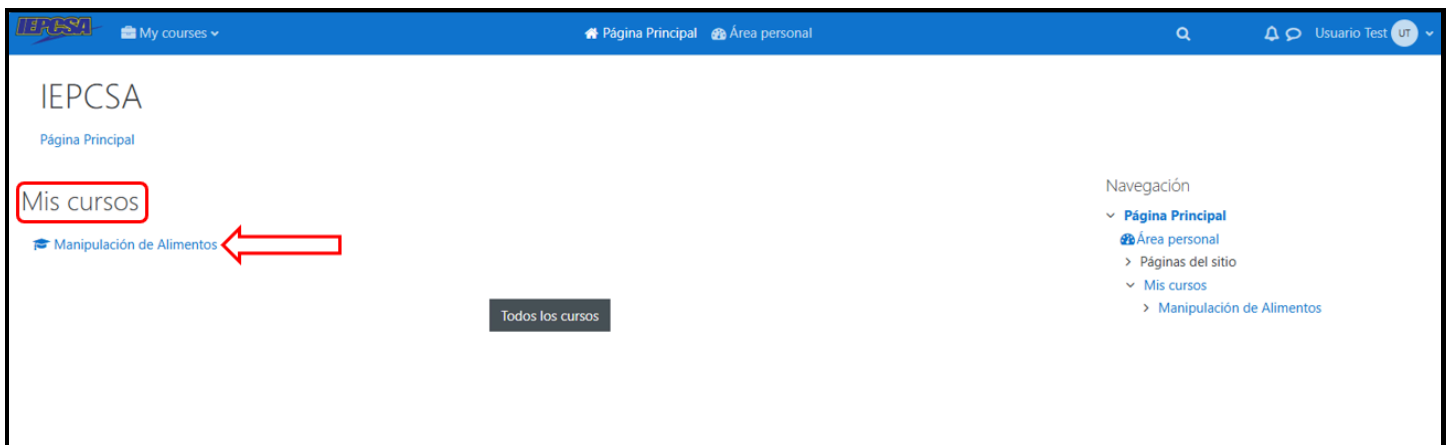 IEPCSA My courses Página Principal Área personal Usuario Test UT
IEPCSA
Página Principal
Mis cursos
Manipulación de Alimentos
Todos los cursos
Navegación
Página Principal
Área personal
Páginas del sitio
Mis cursos
Manipulación de Alimentos